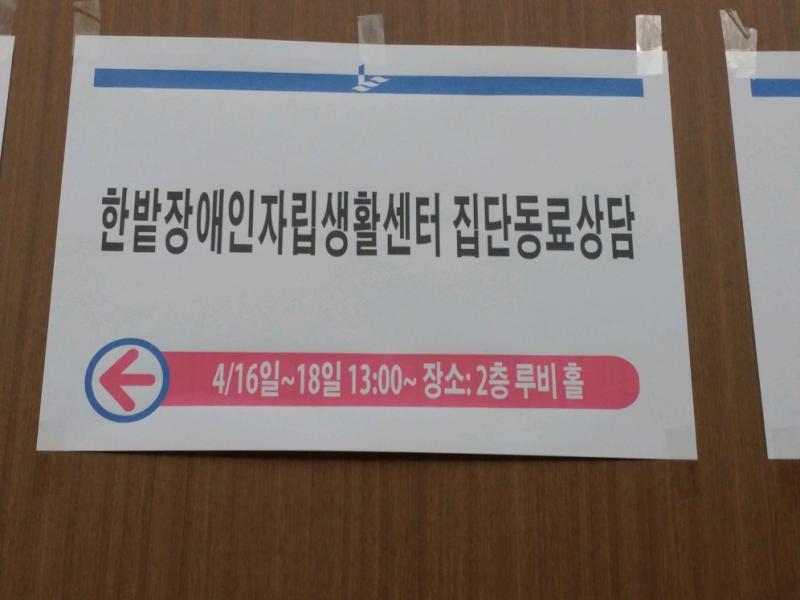 한밭장애인자립생활센터 집단동료상담
4/16일~18일 13:00~ 장소: 2층 루비 홀